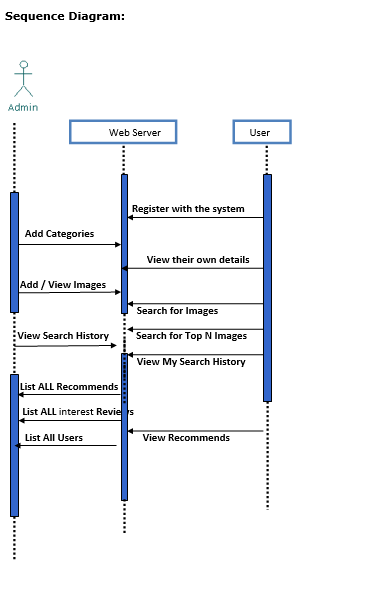 Sequence Diagram:
Admin
Web Server
User
Register with the system
Add Categories
View their own details
Add / View Images
Search for Images
View Search History
Search for Top N Images
View My Search History
List ALL Recommends
List ALL interest Reviews
List All Users
View Recommends